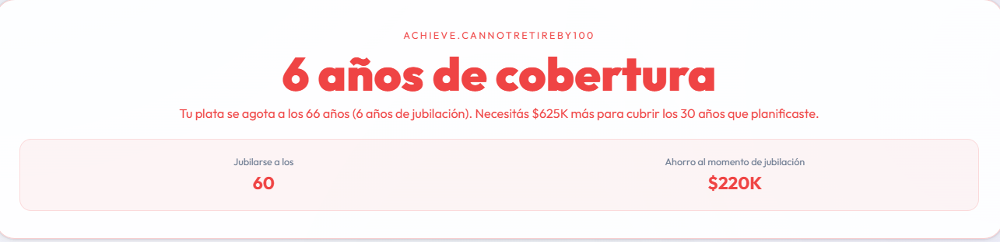 ACHIEVE.CANNOTRETIREBY100
6 años de cobertura
Tu plata se agota a los 66 años (6 años de jubilación). Necesitás $625K más para cubrir los 30 años que planificaste.
Jubilarse a los
60
Ahorro al momento de jubilación
$220K